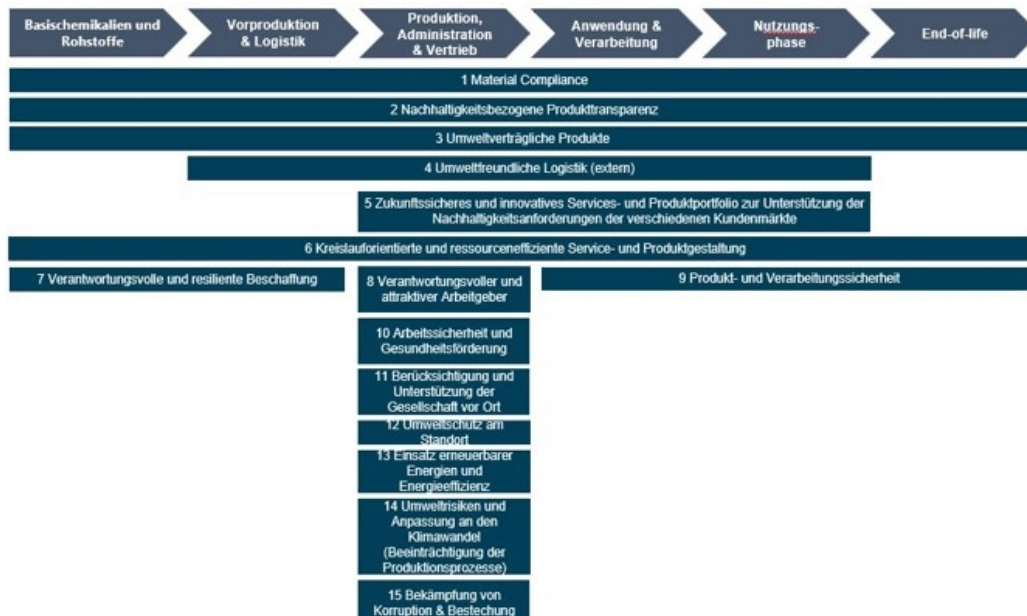 Basischemikalien und
Rohstoffe
Vorproduktion
& Logistik
Produktion,
Administration
& Vertrieb
Anwendung &
Verarbeitung
Nutzungs-
phase
End-of-life
1 Material Compliance
2 Nachhaltigkeitsbezogene Produkttransparenz
3 Umweltverträgliche Produkte
4 Umweltfreundliche Logistik (extern)
5 Zukunftssicheres und innovatives Services- und Produktportfolio zur Unterstützung der
Nachhaltigkeitsanforderungen der verschiedenen Kundenmärkte
6 Kreislauforientierte und ressourceneffiziente Service- und Produktgestaltung
7 Verantwortungsvolle und resiliente Beschaffung
8 Verantwortungsvoller und
attraktiver Arbeitgeber
9 Produkt- und Verarbeitungssicherheit
10 Arbeitssicherheit und
Gesundheitsförderung
11 Berücksichtigung und
Unterstützung der
Gesellschaft vor Ort
12 Umweltschutz am
Standort
13 Einsatz erneuerbarer
Energien und
Energieeffizienz
14 Umweltrisiken und
Anpassung an den
Klimawandel
(Beeinträchtigung der
Produktionsprozesse)
15 Bekämpfung von
Korruption & Bestechung